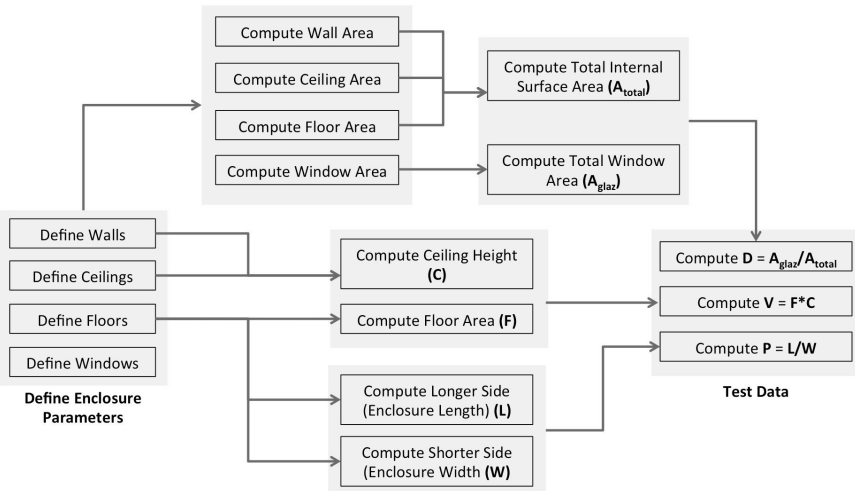 Compute Wall Area
Compute Ceiling Area
Compute Floor Area
Compute Window Area
Compute Total Internal
Surface Area (Atotal)
Compute Total Window
Area (Aglaz)
Define Walls
Define Ceilings
Define Floors
Define Windows
Define Enclosure
Parameters
Compute Ceiling Height
(C)
Compute Floor Area (F)
Compute Longer Side
(Enclosure Length) (L)
Compute Shorter Side
(Enclosure Width (W)
Compute D = Aglaz/Atotal
Compute V = F*C
Compute P = L/W
Test Data